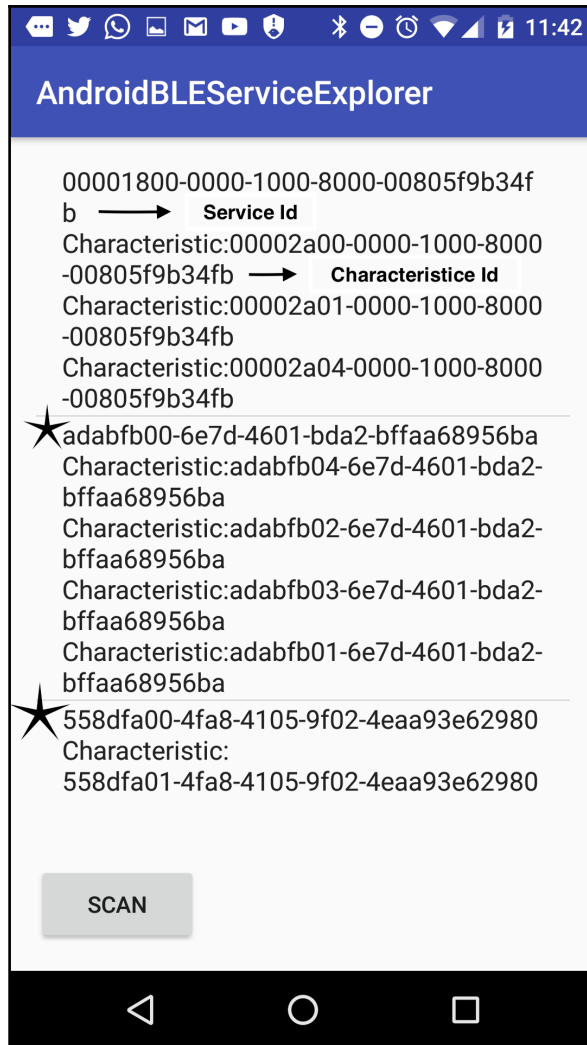 11:42
AndroidBLEServiceExplorer
00001800-0000-1000-8000-00805f9b34f
b Service Id
Characteristic:00002a00-0000-1000-8000
-00805f9b34fb Characteristice Id
Characteristic:00002a01-0000-1000-8000
-00805f9b34fb
Characteristic:00002a04-0000-1000-8000
-00805f9b34fb
adabfb00-6e7d-4601-bda2-bffaa68956ba
Characteristic:adabfb04-6e7d-4601-bda2-
bffaa68956ba
Characteristic:adabfb02-6e7d-4601-bda2-
bffaa68956ba
Characteristic:adabfb03-6e7d-4601-bda2-
bffaa68956ba
Characteristic:adabfb01-6e7d-4601-bda2-
bffaa68956ba
558dfa00-4fa8-4105-9f02-4eaa93e62980
Characteristic:
558dfa01-4fa8-4105-9f02-4eaa93e62980
SCAN